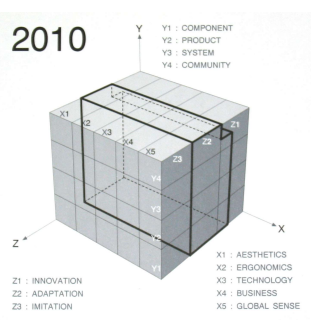 2010
Y
Y1 : COMPONENT
Y2 : PRODUCT
Y3 : SYSTEM
Y4 : COMMUNITY
X1
X2
X3
X4
X5
Z1
Z2
Z3
Y4
Y3
Y2
Y1
X
Z
X1 : AESTHETICS
X2 : ERGONOMICS
X3 : TECHNOLOGY
X4 : BUSINESS
X5 : GLOBAL SENSE
Z1 : INNOVATION
Z2 : ADAPTATION
Z3 : IMITATION